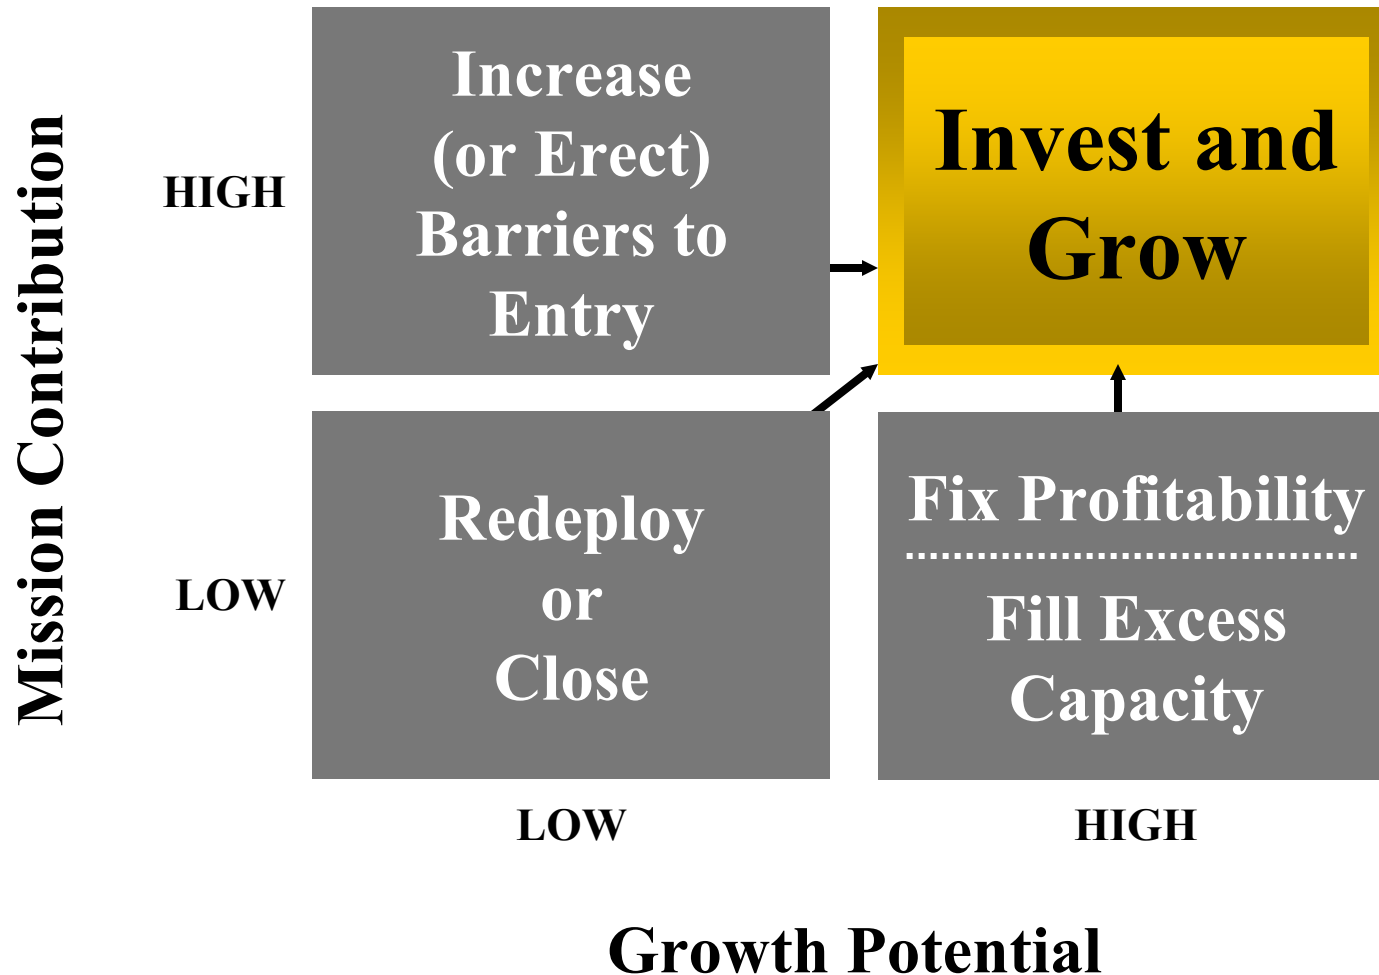 Mission Contribution
HIGH
Increase
(or Erect)
Barriers to
Entry
Invest and
Grow
LOW
Redeploy
or
Close
Fix Profitability
Fill Excess
Capacity
LOW
HIGH
Growth Potential